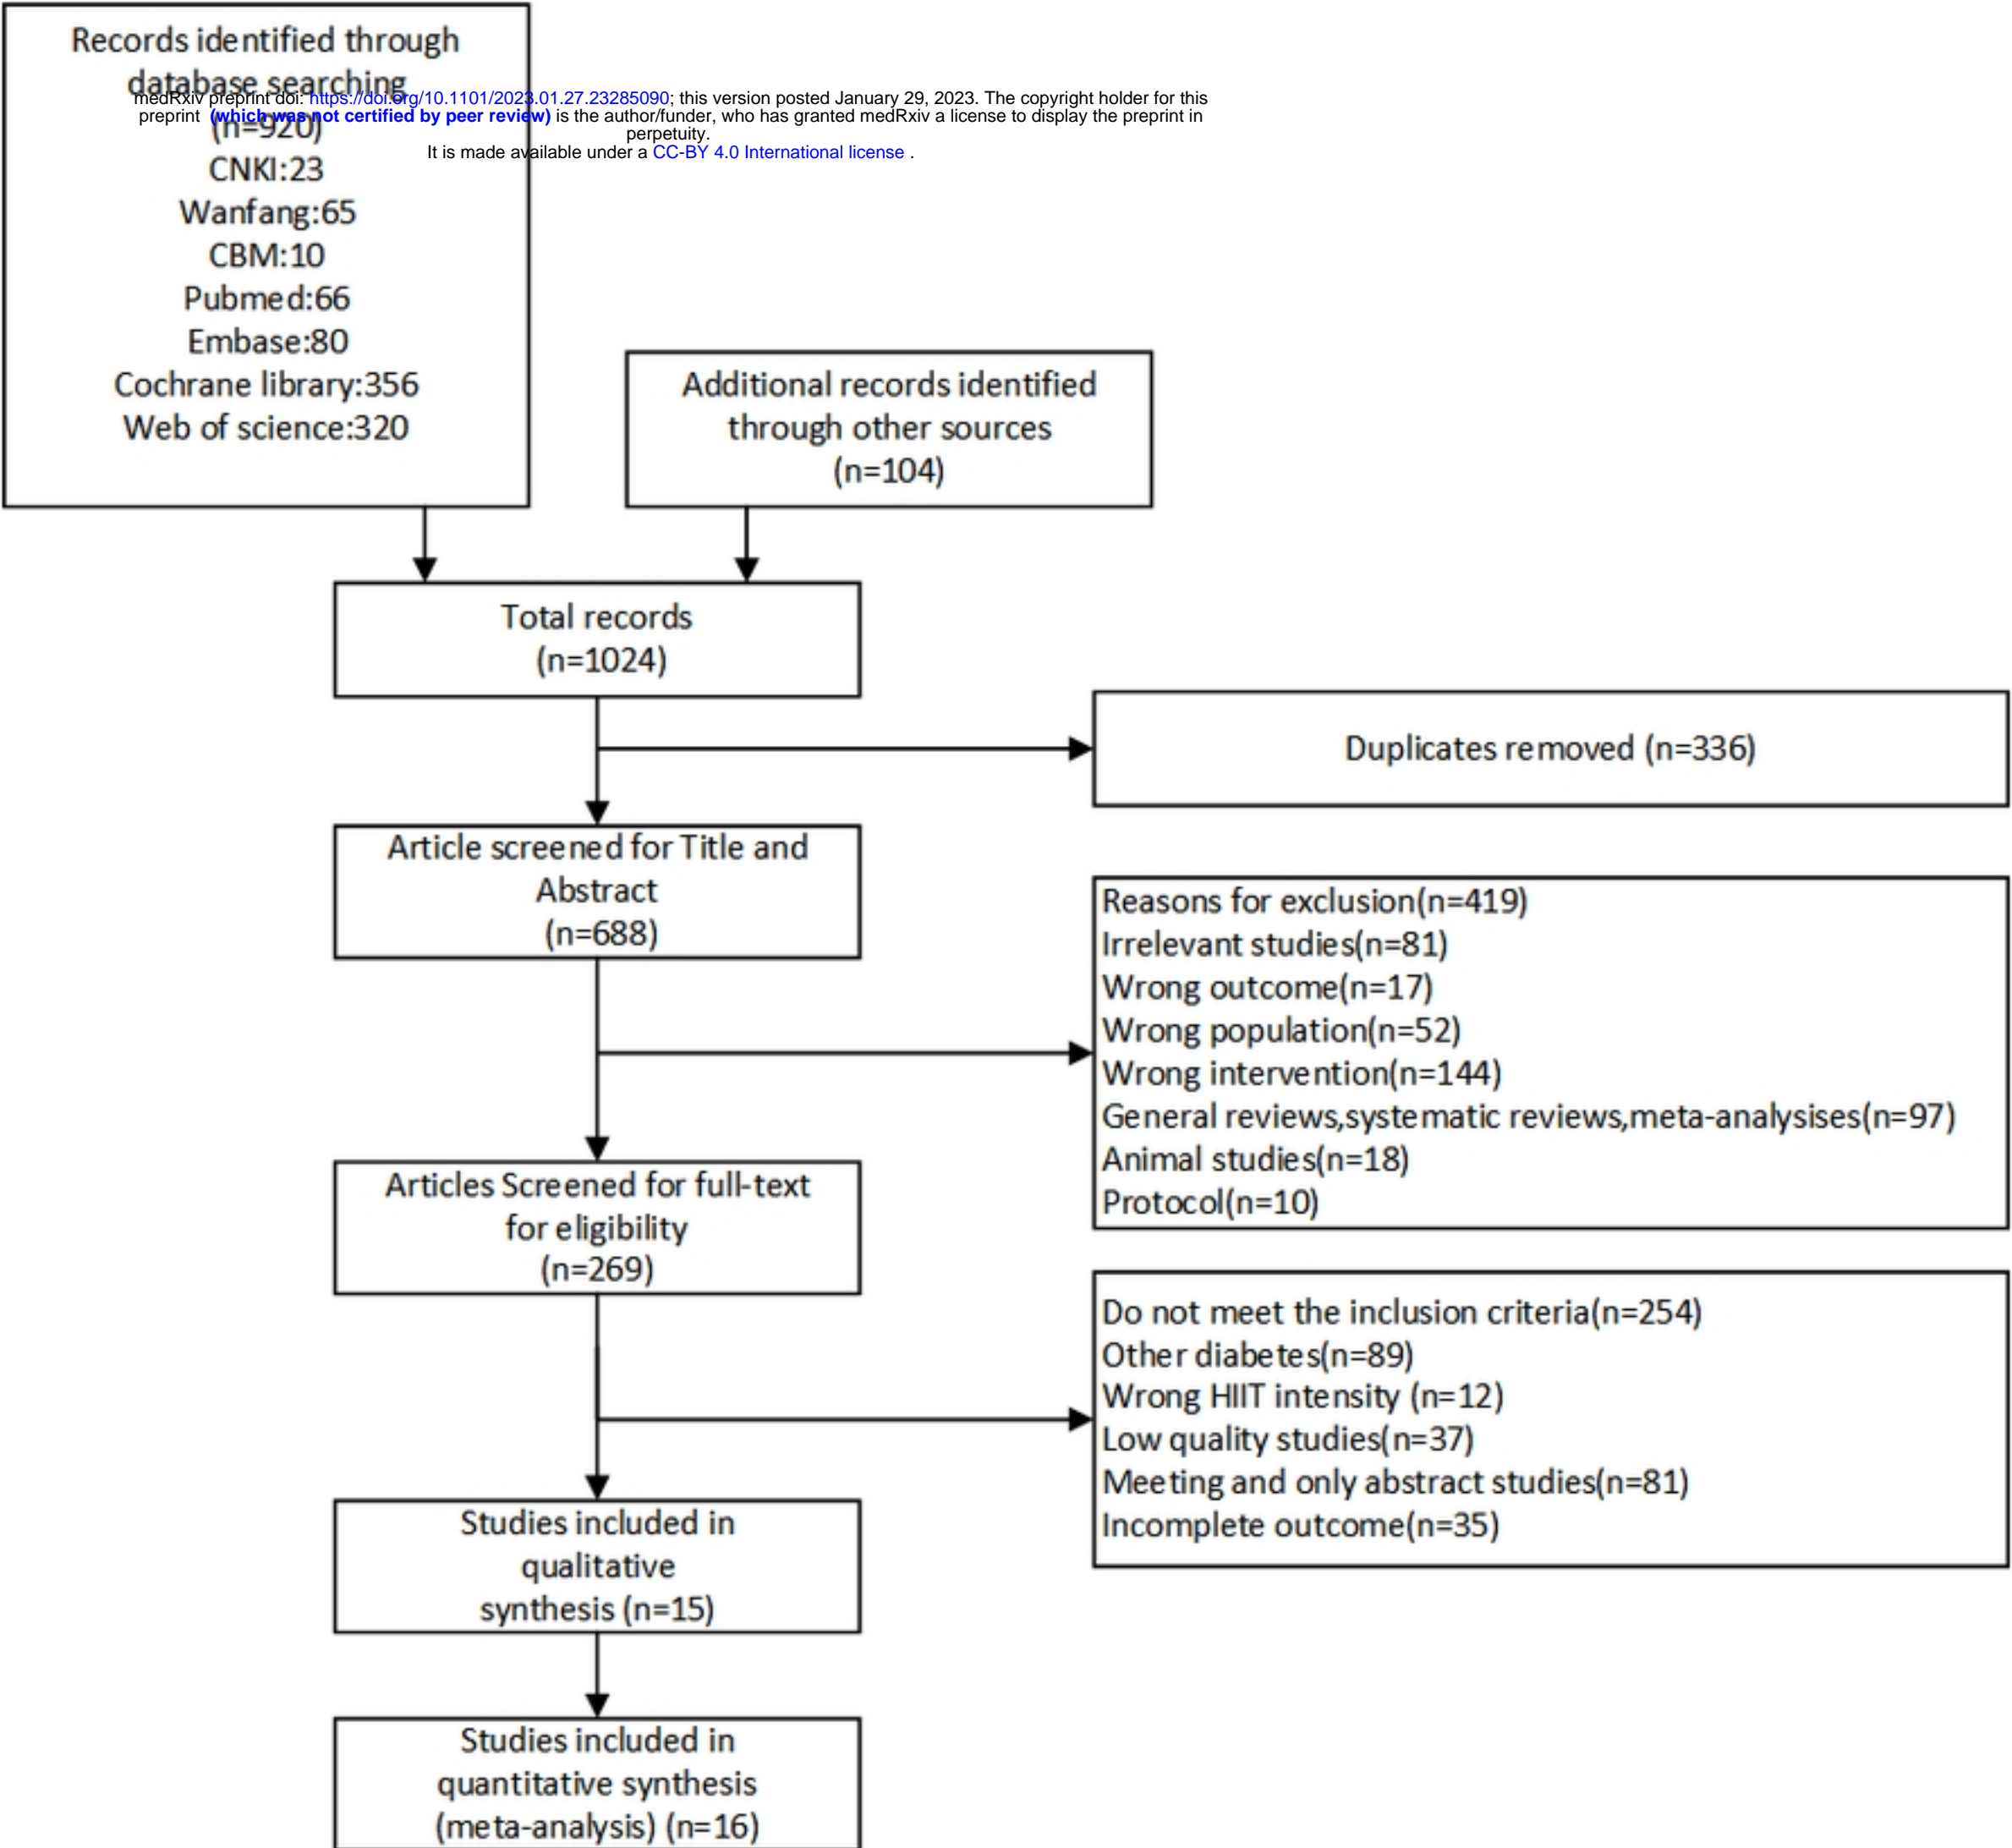 Records identified through
database searching
(n=920)
CNKI:23
Wanfang:65
CBM:10
Pubmed:66
Embase:80
Cochrane library:356
Web of science:320
medRxiv preprint doi: https://doi.org/10.1101/2023.01.27.23285090; this version posted January 29, 2023. The copyright holder for this
preprint (which was not certified by peer review) is the author/funder, who has granted medRxiv a license to display the preprint in
perpetuity.
It is made available under a CC-BY 4.0 International license .
Additional records identified
through other sources
(n=104)
Total records
(n=1024)
Duplicates removed (n=336)
Article screened for Title and
Abstract
(n=688)
Reasons for exclusion(n=419)
Irrelevant studies(n=81)
Wrong outcome(n=17)
Wrong population(n=52)
Wrong intervention(n=144)
General reviews,systematic reviews,meta-analysises(n=97)
Animal studies(n=18)
Protocol(n=10)
Articles Screened for full-text
for eligibility
(n=269)
Do not meet the inclusion criteria(n=254)
Other diabetes(n=89)
Wrong HIIT intensity (n=12)
Low quality studies(n=37)
Meeting and only abstract studies(n=81)
Incomplete outcome(n=35)
Studies included in
qualitative
synthesis (n=15)
Studies included in
quantitative synthesis
(meta-analysis) (n=16)